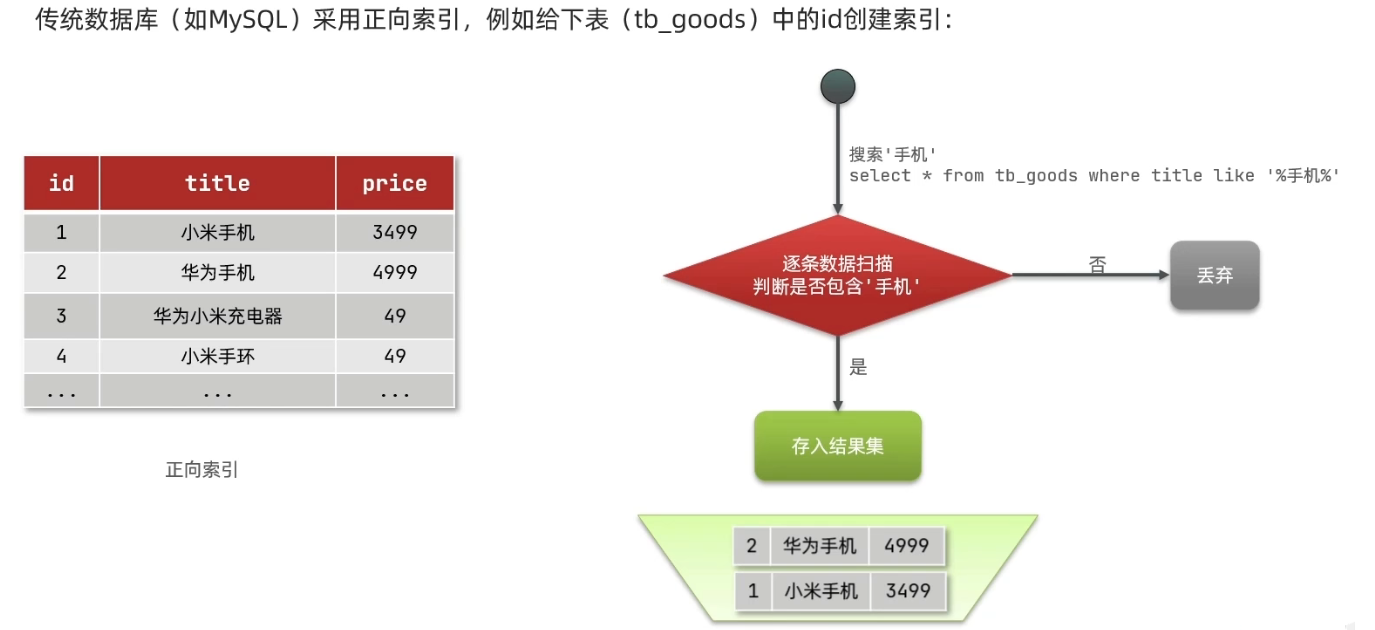 传统数据库（如MySQL）采用正向索引，例如给下表（tb_goods）中的id创建索引：
id title price
1 小米手机 3499
2 华为手机 4999
3 华为小米充电器 49
4 小米手环 49
... ... ...
正向索引
搜索'手机'
select * from tb_goods where title like '%手机%'
逐条数据扫描
判断是否包含'手机'
否
丢弃
是
存入结果集
2 华为手机 4999
1 小米手机 3499